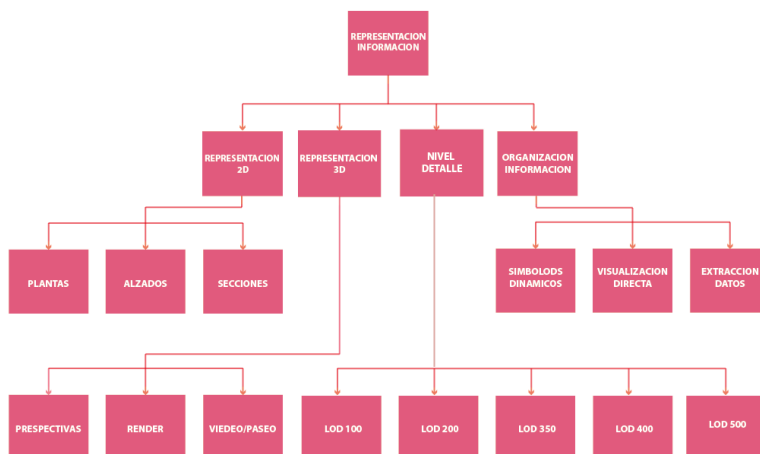 REPRESENTACION
INFORMACION
REPRESENTACION
2D
REPRESENTACION
3D
NIVEL
DETALLE
ORGANIZACION
INFORMACION
PLANTAS
ALZADOS
SECCIONES
SIMBOLODS
DINAMICOS
VISUALIZACION
DIRECTA
EXTRACCION
DATOS
PRESPECTIVAS
RENDER
VIEDEO/PASEO
LOD 100
LOD 200
LOD 350
LOD 400
LOD 500